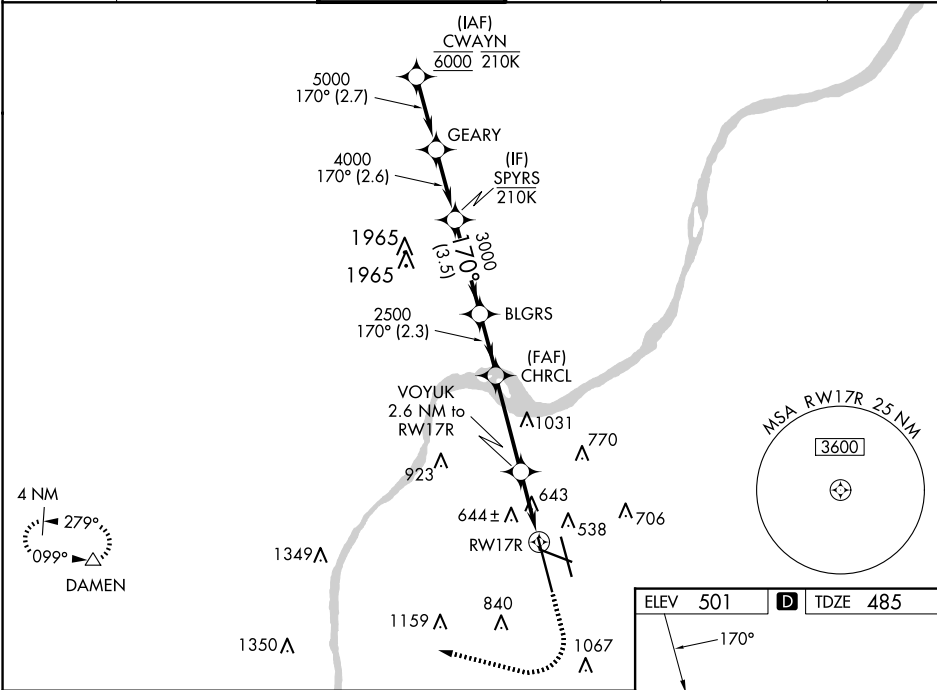 (IAF)
CWAYN
6000 210K
5000
170° (2.7)
GEARY
4000
170° (2.6)
(IF)
SPYRS
210K
1965
1965
3000
170°
(3.5)
2500
170° (2.3)
BLGRS
(FAF)
CHRCL
VOYUK
2.6 NM to
RW17R
1031
770
923
643
644±
538
706
RW17R
MSA RW17R 25 NM
3600
4 NM
279°
099°
DAMEN
1349
1159
840
1350
1067
ELEV 501 D TDZE 485
170°